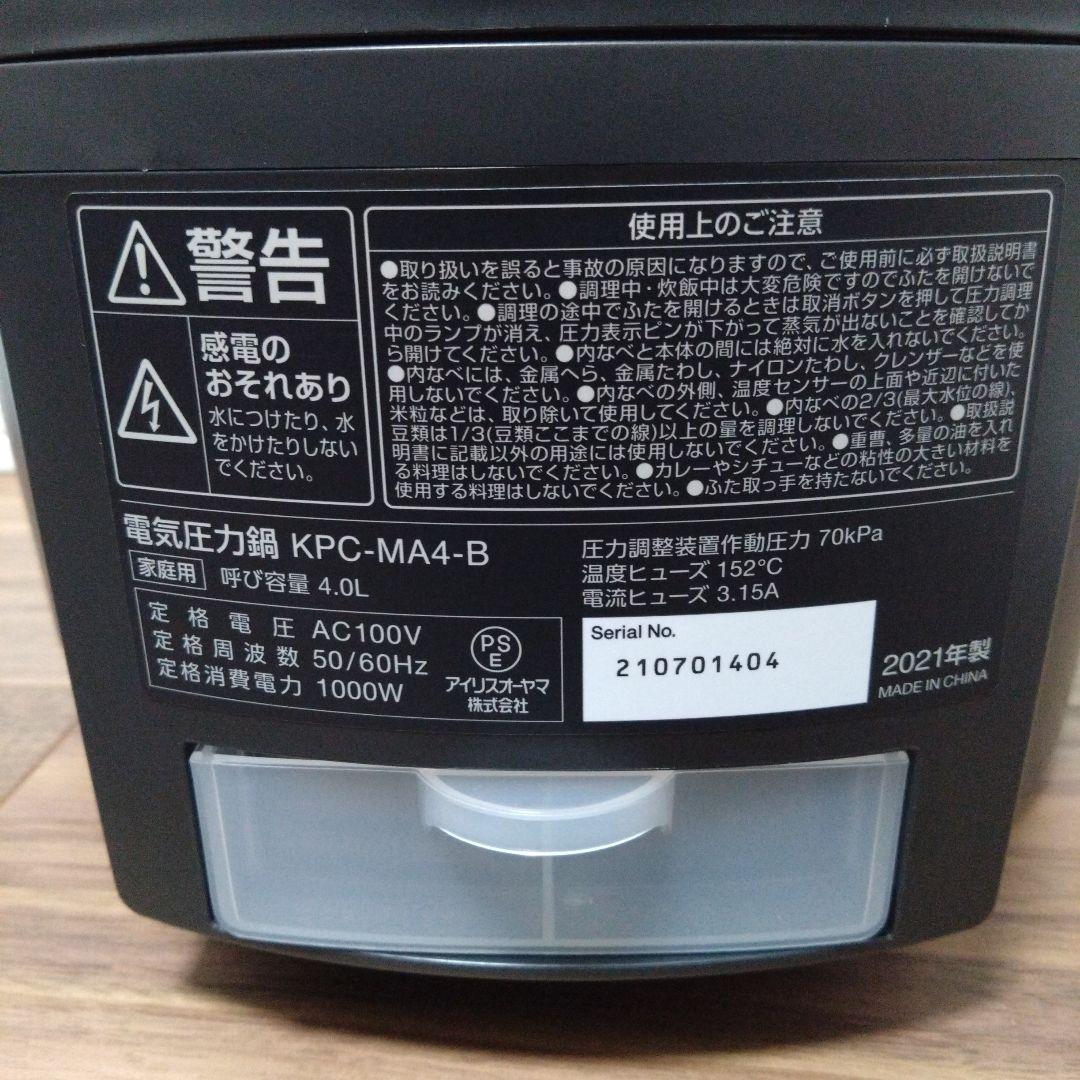 警告
感電の
おそれあり
水につけたり、水
をかけたりしない
でください。
使用上のご注意
●取り扱いを誤ると事故の原因になりますので、ご使用前に必ず取扱説明書
をお読みください。●調理中・炊飯中は大変危険ですのでふたを開けないで
ください。●調理の途中でふたを開けるときは取消ボタンを押して圧力調理
中のランプが消え、圧力表示ピンが下がって蒸気が出ないことを確認してか
ら開けてください。●内なべと本体の間には絶対に水を入れないでください。
●内なべには、金属へら、金属たわし、ナイロンたわし、クレンザーなどを使
用しないでください。●内なべの外側、温度センサーの上面や近辺に付いた
米粒などは、取り除いて使用してください。●内なべの2/3(最大水位の線)、
豆類は1/3(豆類ここまでの線)以上の量を調理しないでください。●取扱説
明書に記載以外の用途には使用しないでください。●重曹、多量の油を入れ
る料理はしないでください。●カレーやシチューなどの粘性の大きい材料を
使用する料理はしないでください。●ふた取っ手を持たないでください。
電気圧力鍋 KPC-MA4-B
家庭用 呼び容量 4.0L
定格電圧 AC100V
定格周波数 50/60Hz
定格消費電力 1000W
PS
E
アイリスオーヤマ
株式会社
圧力調整装置作動圧力 70kPa
温度ヒューズ 152℃
電流ヒューズ 3.15A
Serial No.
210701404
2021年製
MADE IN CHINA